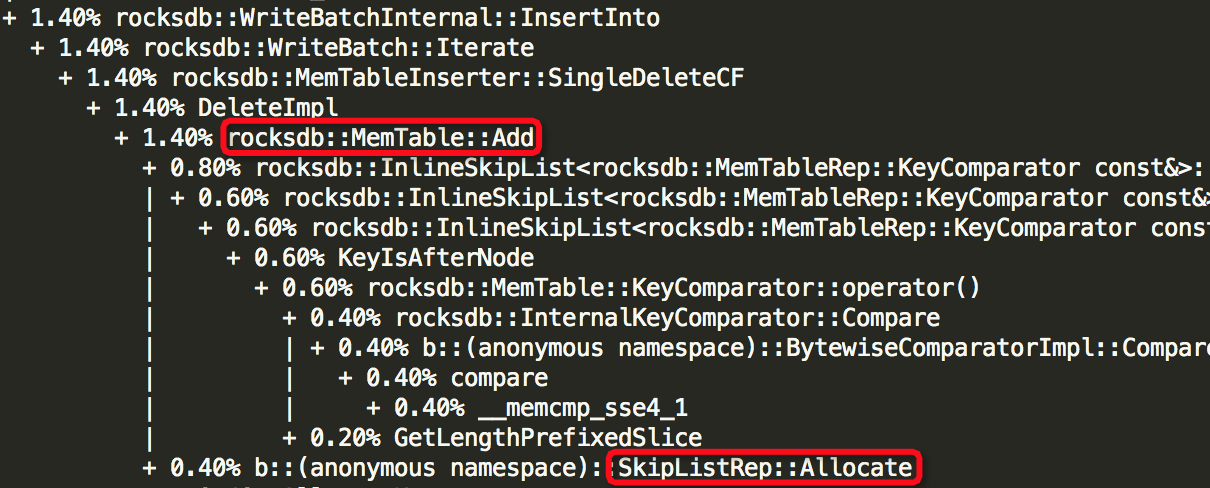 + 1.40% rocksdb::WriteBatchInternal::InsertInto
+ 1.40% rocksdb::WriteBatch::Iterate
+ 1.40% rocksdb::MemTableInserter::SingleDeleteCF
+ 1.40% DeleteImpl
+ 1.40% rocksdb::MemTable::Add
+ 0.80% rocksdb::InlineSkipList<rocksdb::MemTableRep::KeyComparator const&>:
| + 0.60% rocksdb::InlineSkipList<rocksdb::MemTableRep::KeyComparator const&>
| + 0.60% rocksdb::InlineSkipList<rocksdb::MemTableRep::KeyComparator const
| + 0.60% KeyIsAfterNode
| + 0.60% rocksdb::MemTable::KeyComparator::operator()
| + 0.40% rocksdb::InternalKeyComparator::Compare
| | + 0.40% b::(anonymous namespace)::BytewiseComparatorImpl::Compare
| | + 0.40% compare
| | + 0.40% __memcmp_sse4_1
| + 0.20% GetLengthPrefixedSlice
+ 0.40% b::(anonymous namespace)::SkipListRep::Allocate